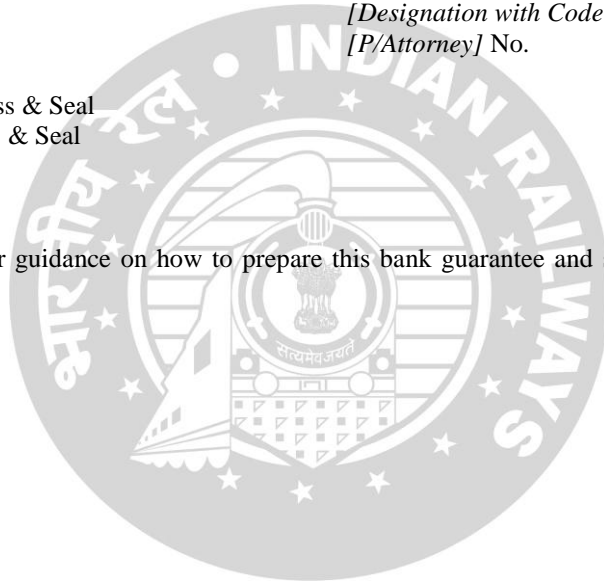 [Designation with Code
[P/Attorney] No.
ss & Seal
& Seal
r guidance on how to prepare this bank guarantee and
भारतीय रेल
INDIAN RAILWAYS
सत्यमेव जयते